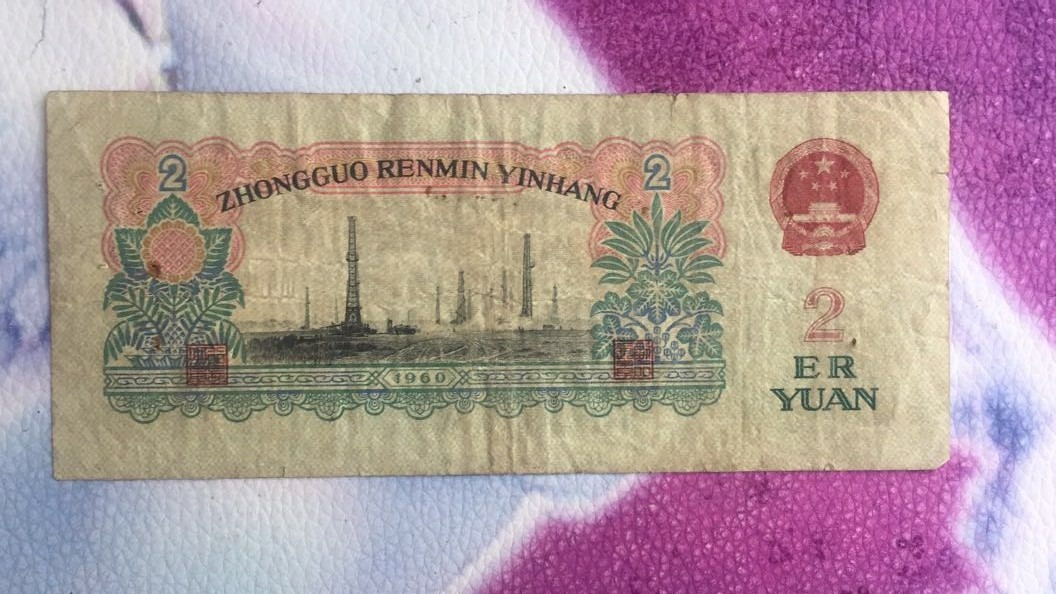 2
2
ZHONGGUO RENMIN YINHANG
1960
2
ER
YUAN